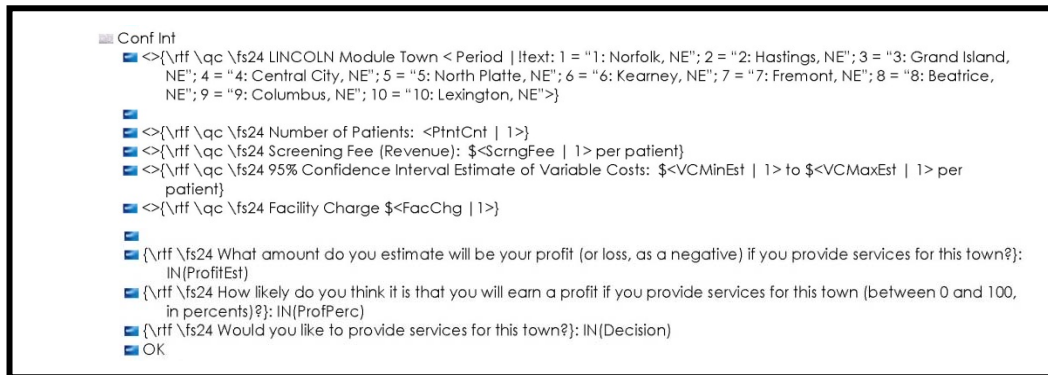 Conf Int
<>{\rtf \qc \fs24 LINCOLN Module Town < Period |!text: 1 = “1: Norfolk, NE”; 2 = “2: Hastings, NE”; 3 = “3: Grand Island,
NE”; 4 = “4: Central City, NE”; 5 = “5: North Platte, NE”; 6 = “6: Kearney, NE”; 7 = “7: Fremont, NE”; 8 = “8: Beatrice,
NE”; 9 = “9: Columbus, NE”; 10 = “10: Lexington, NE”>}
<>{\rtf \qc \fs24 Number of Patients:  <PtntCnt | 1>}
<>{\rtf \qc \fs24 Screening Fee (Revenue):  $<ScrngFee | 1> per patient}
<>{\rtf \qc \fs24 95% Confidence Interval Estimate of Variable Costs:  $<VCMinEst | 1> to $<VCMaxEst | 1> per
patient}
<>{\rtf \qc \fs24 Facility Charge $<FacChg |1>}
{\rtf \fs24 What amount do you estimate will be your profit (or loss, as a negative) if you provide services for this town?}:
IN(ProfitEst)
{\rtf \fs24 How likely do you think it is that you will earn a profit if you provide services for this town (between 0 and 100,
in percents)?}: IN(ProfPerc)
{\rtf \fs24 Would you like to provide services for this town?}: IN(Decision)
OK